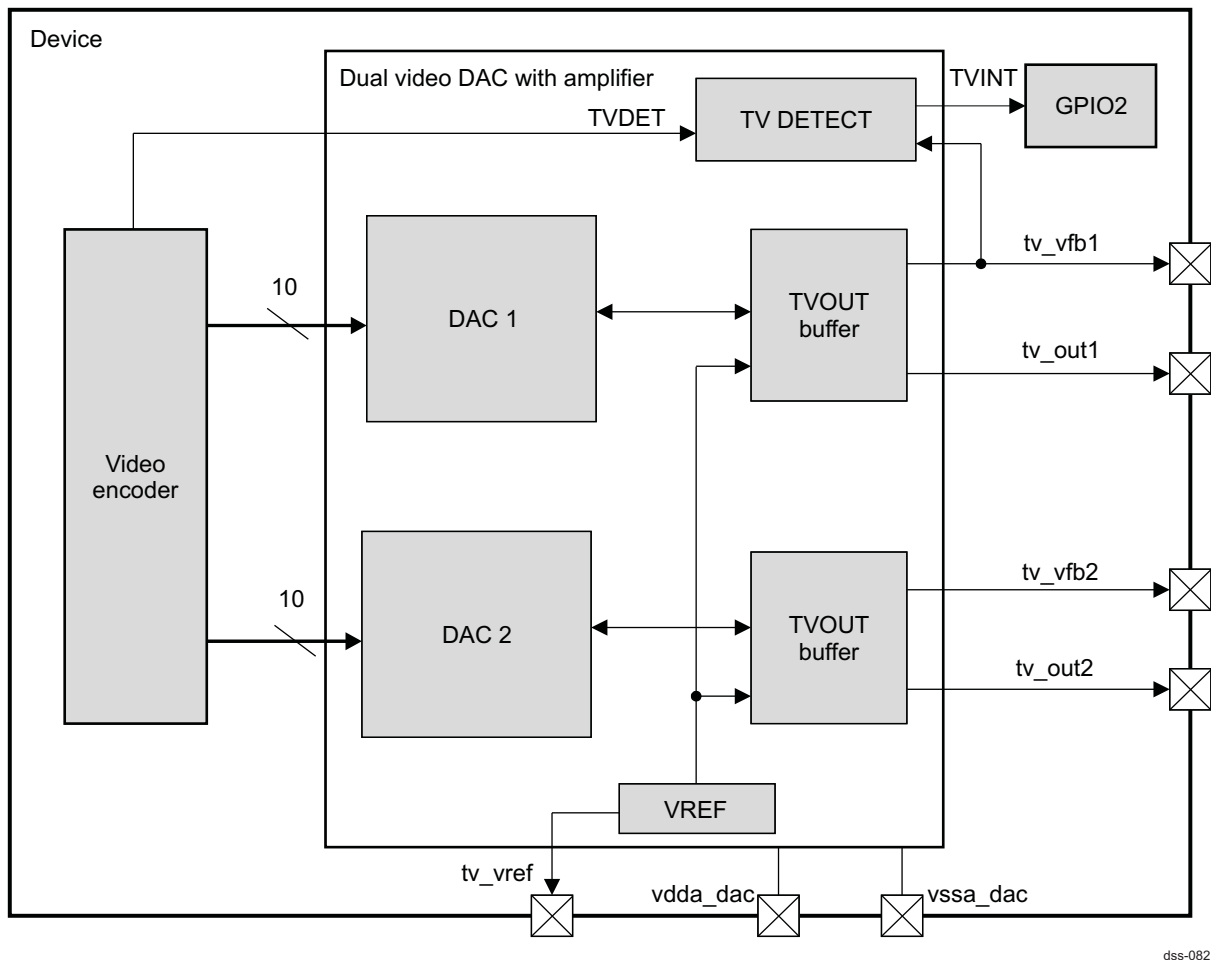 Device
Dual video DAC with amplifier
TVINT
TVDET
TV DETECT
GPIO2
tv_vfb1
10
DAC 1
TVOUT
buffer
tv_out1
Video
encoder
tv_vfb2
10
DAC 2
TVOUT
buffer
tv_out2
VREF
tv_vref
vdda_dac
vssa_dac
dss-082